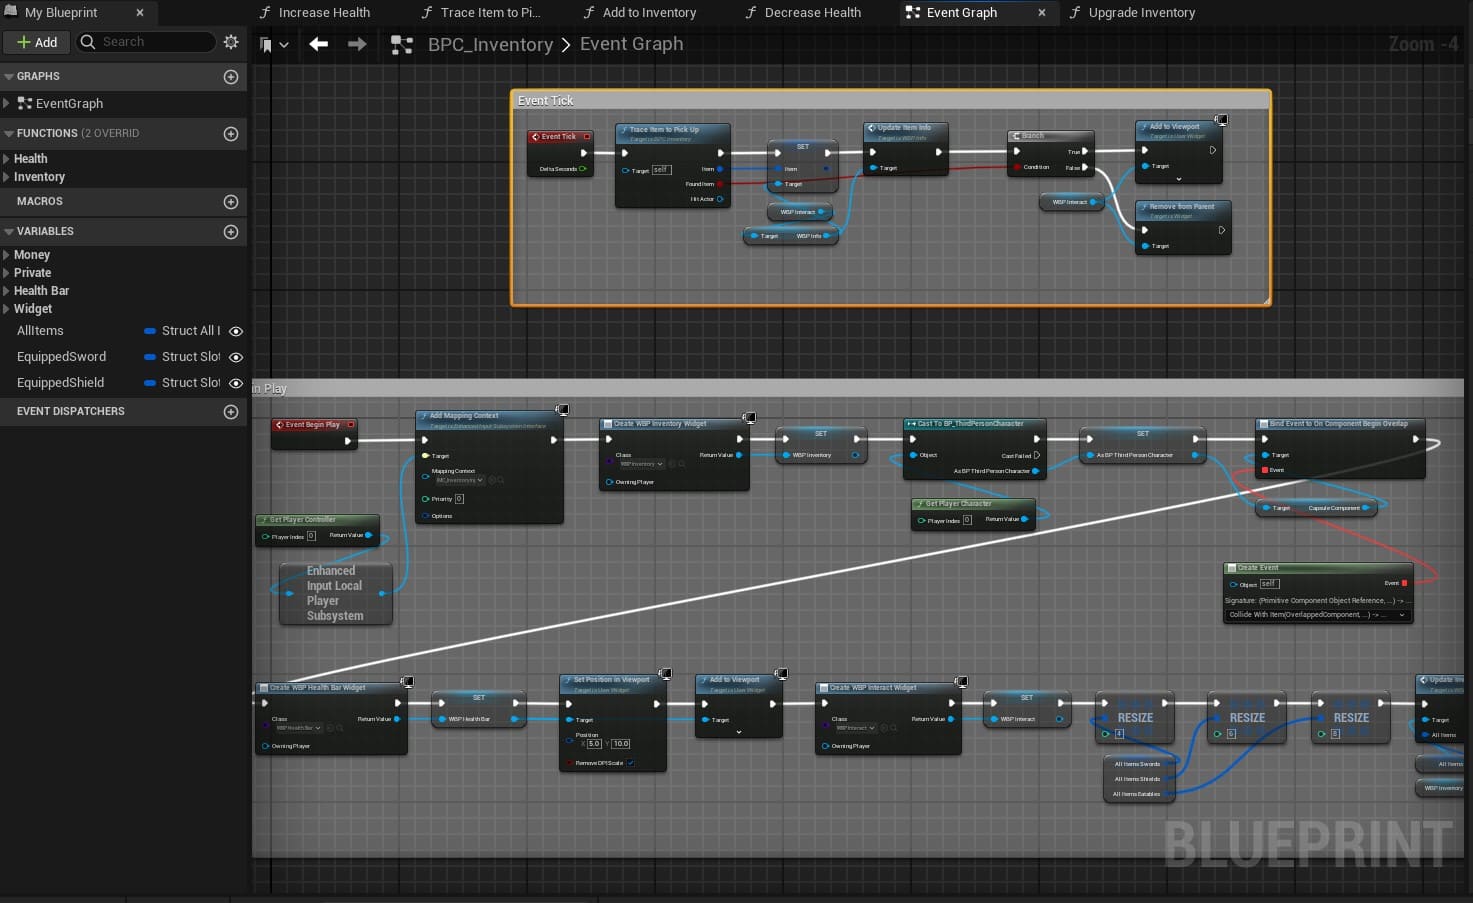 My Blueprint
Increase Health
Trace Item to Pi...
Add to Inventory
Decrease Health
Event Graph
Upgrade Inventory
Add
Search
BPC_Inventory > Event Graph
Zoom -4
GRAPHS
EventGraph
FUNCTIONS (2 OVERRID
Health
Inventory
MACROS
VARIABLES
Money
Private
Health Bar
Widget
AllItems
Struct All I
EquippedSword
Struct Slot
EquippedShield
Struct Slot
EVENT DISPATCHERS
Event Tick
Event Tick
Delta Seconds
Trace Item to Pick Up
Target is BPC Inventory
Target self
Item
Found Item
Hit Actor
SET
Item
Target
WBP Interact
Target
WBP Info
Update Item Info
Target is WBP Info
Target
Branch
Condition
True
False
WBP Interact
Add to Viewport
Target is User Widget
Target
Remove from Parent
Target is Widget
Target
in Play
Event Begin Play
Add Mapping Context
Target is Enhanced Input Subsystem Interface
Target
Mapping Context
Priority 0
Options
Get Player Controller
Player Index 0
Return Value
Enhanced
Input Local
Player
Subsystem
Create WBP Inventory Widget
Class
WBP Inventory
Return Value
Owning Player
SET
WBP Inventory
Cast To BP_ThirdPersonCharacter
Object
Cast Failed
As BP Third Person Character
Get Player Character
Player Index 0
Return Value
SET
As BP Third Person Character
Bind Event to On Component Begin Overlap
Target
Event
Target
Capsule Component
Create Event
Object self
Event
Signature: (Primitive Component Object Reference, ...) -> ...
Collide With Item(OverlappedComponent, ...) -> ...
Create WBP Health Bar Widget
Class
WBP Health Bar
Return Value
Owning Player
SET
WBP Health Bar
Set Position in Viewport
Target is User Widget
Target
Position
X 5.0 Y 10.0
Remove DPI Scale
Add to Viewport
Target is User Widget
Target
Create WBP Interact Widget
Class
WBP Interact
Return Value
Owning Player
SET
WBP Interact
RESIZE
4
RESIZE
6
RESIZE
8
All Items Swords
All Items Shields
All Items Eatables
Target
All Items
All Items
WBP Inventory
BLUEPRINT